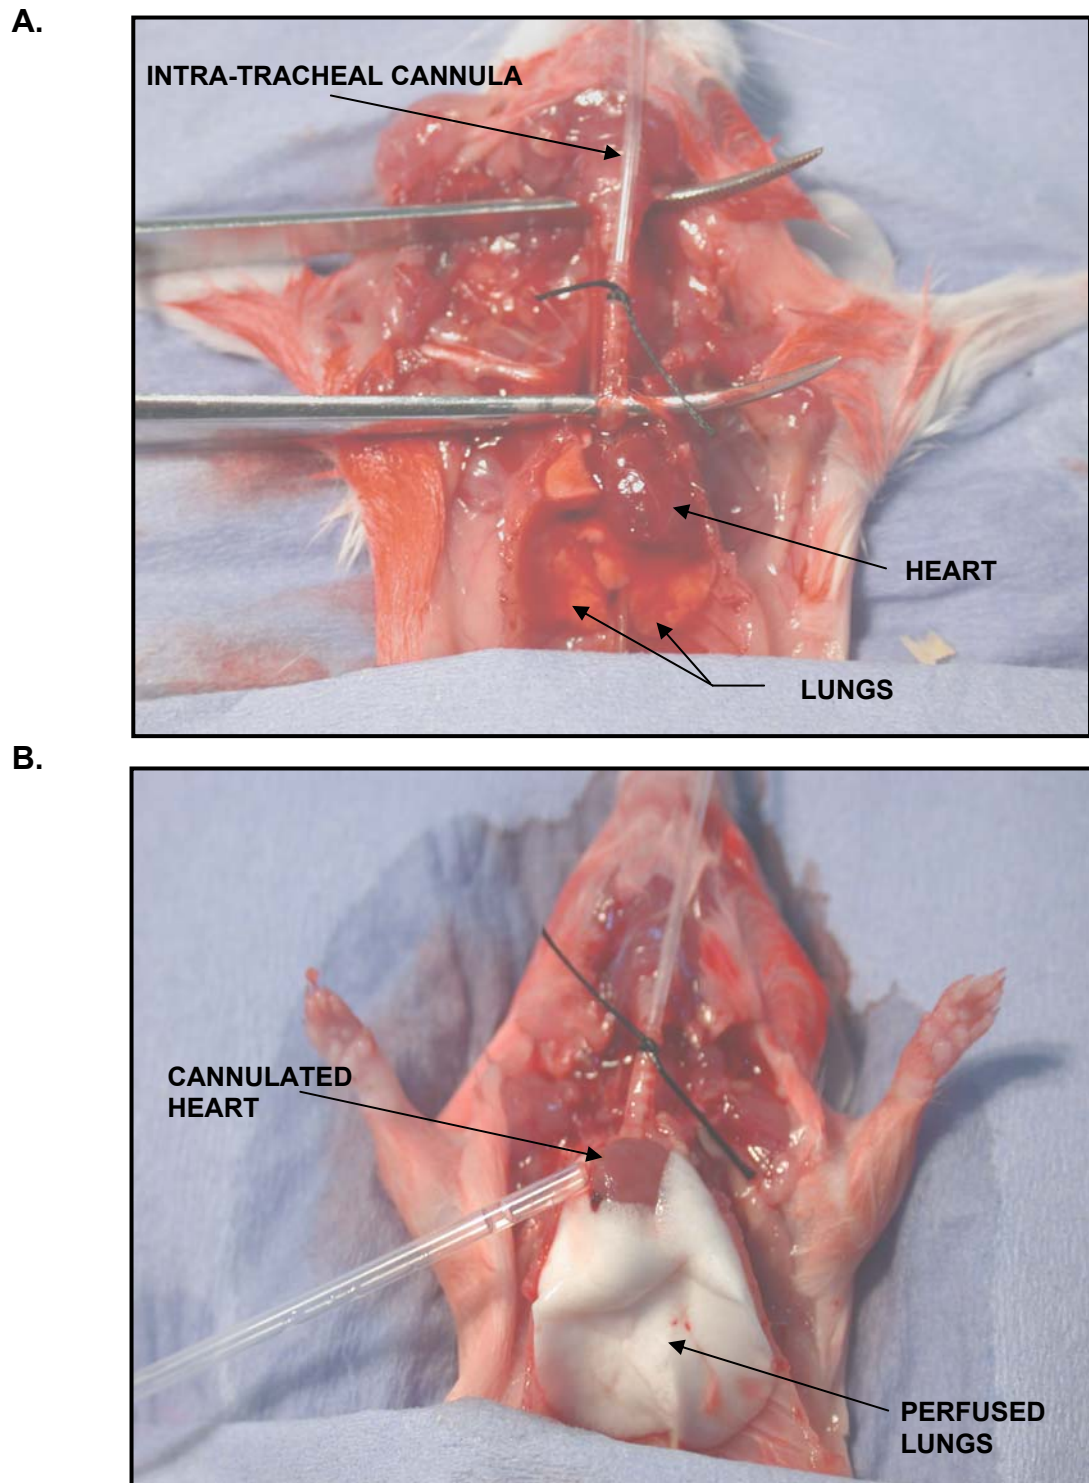 A.
INTRA-TRACHEAL CANNULA
HEART
LUNGS
B.
CANNULATED
HEART
PERFUSED
LUNGS